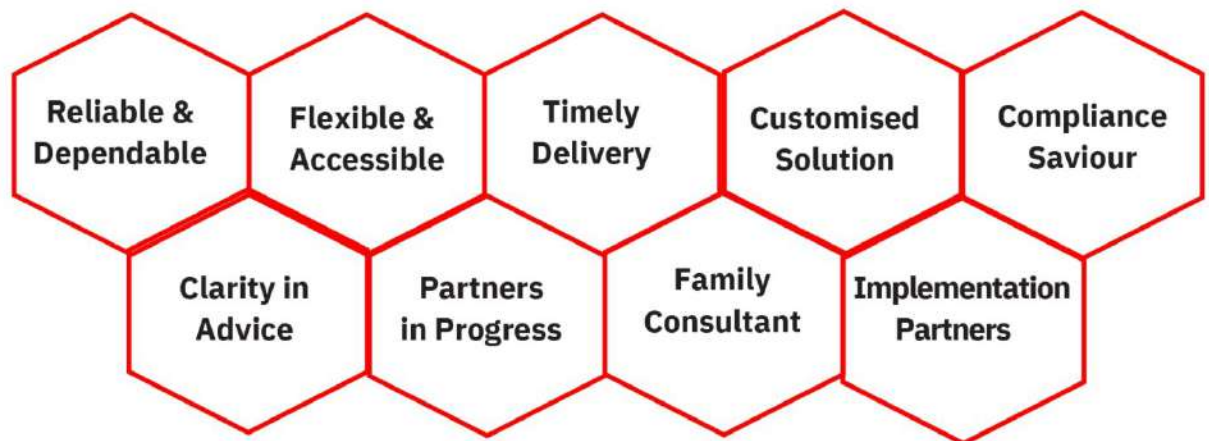 Reliable &
Dependable
Flexible &
Accessible
Timely
Delivery
Customised
Solution
Compliance
Saviour
Clarity in
Advice
Partners
in Progress
Family
Consultant
Implementation
Partners